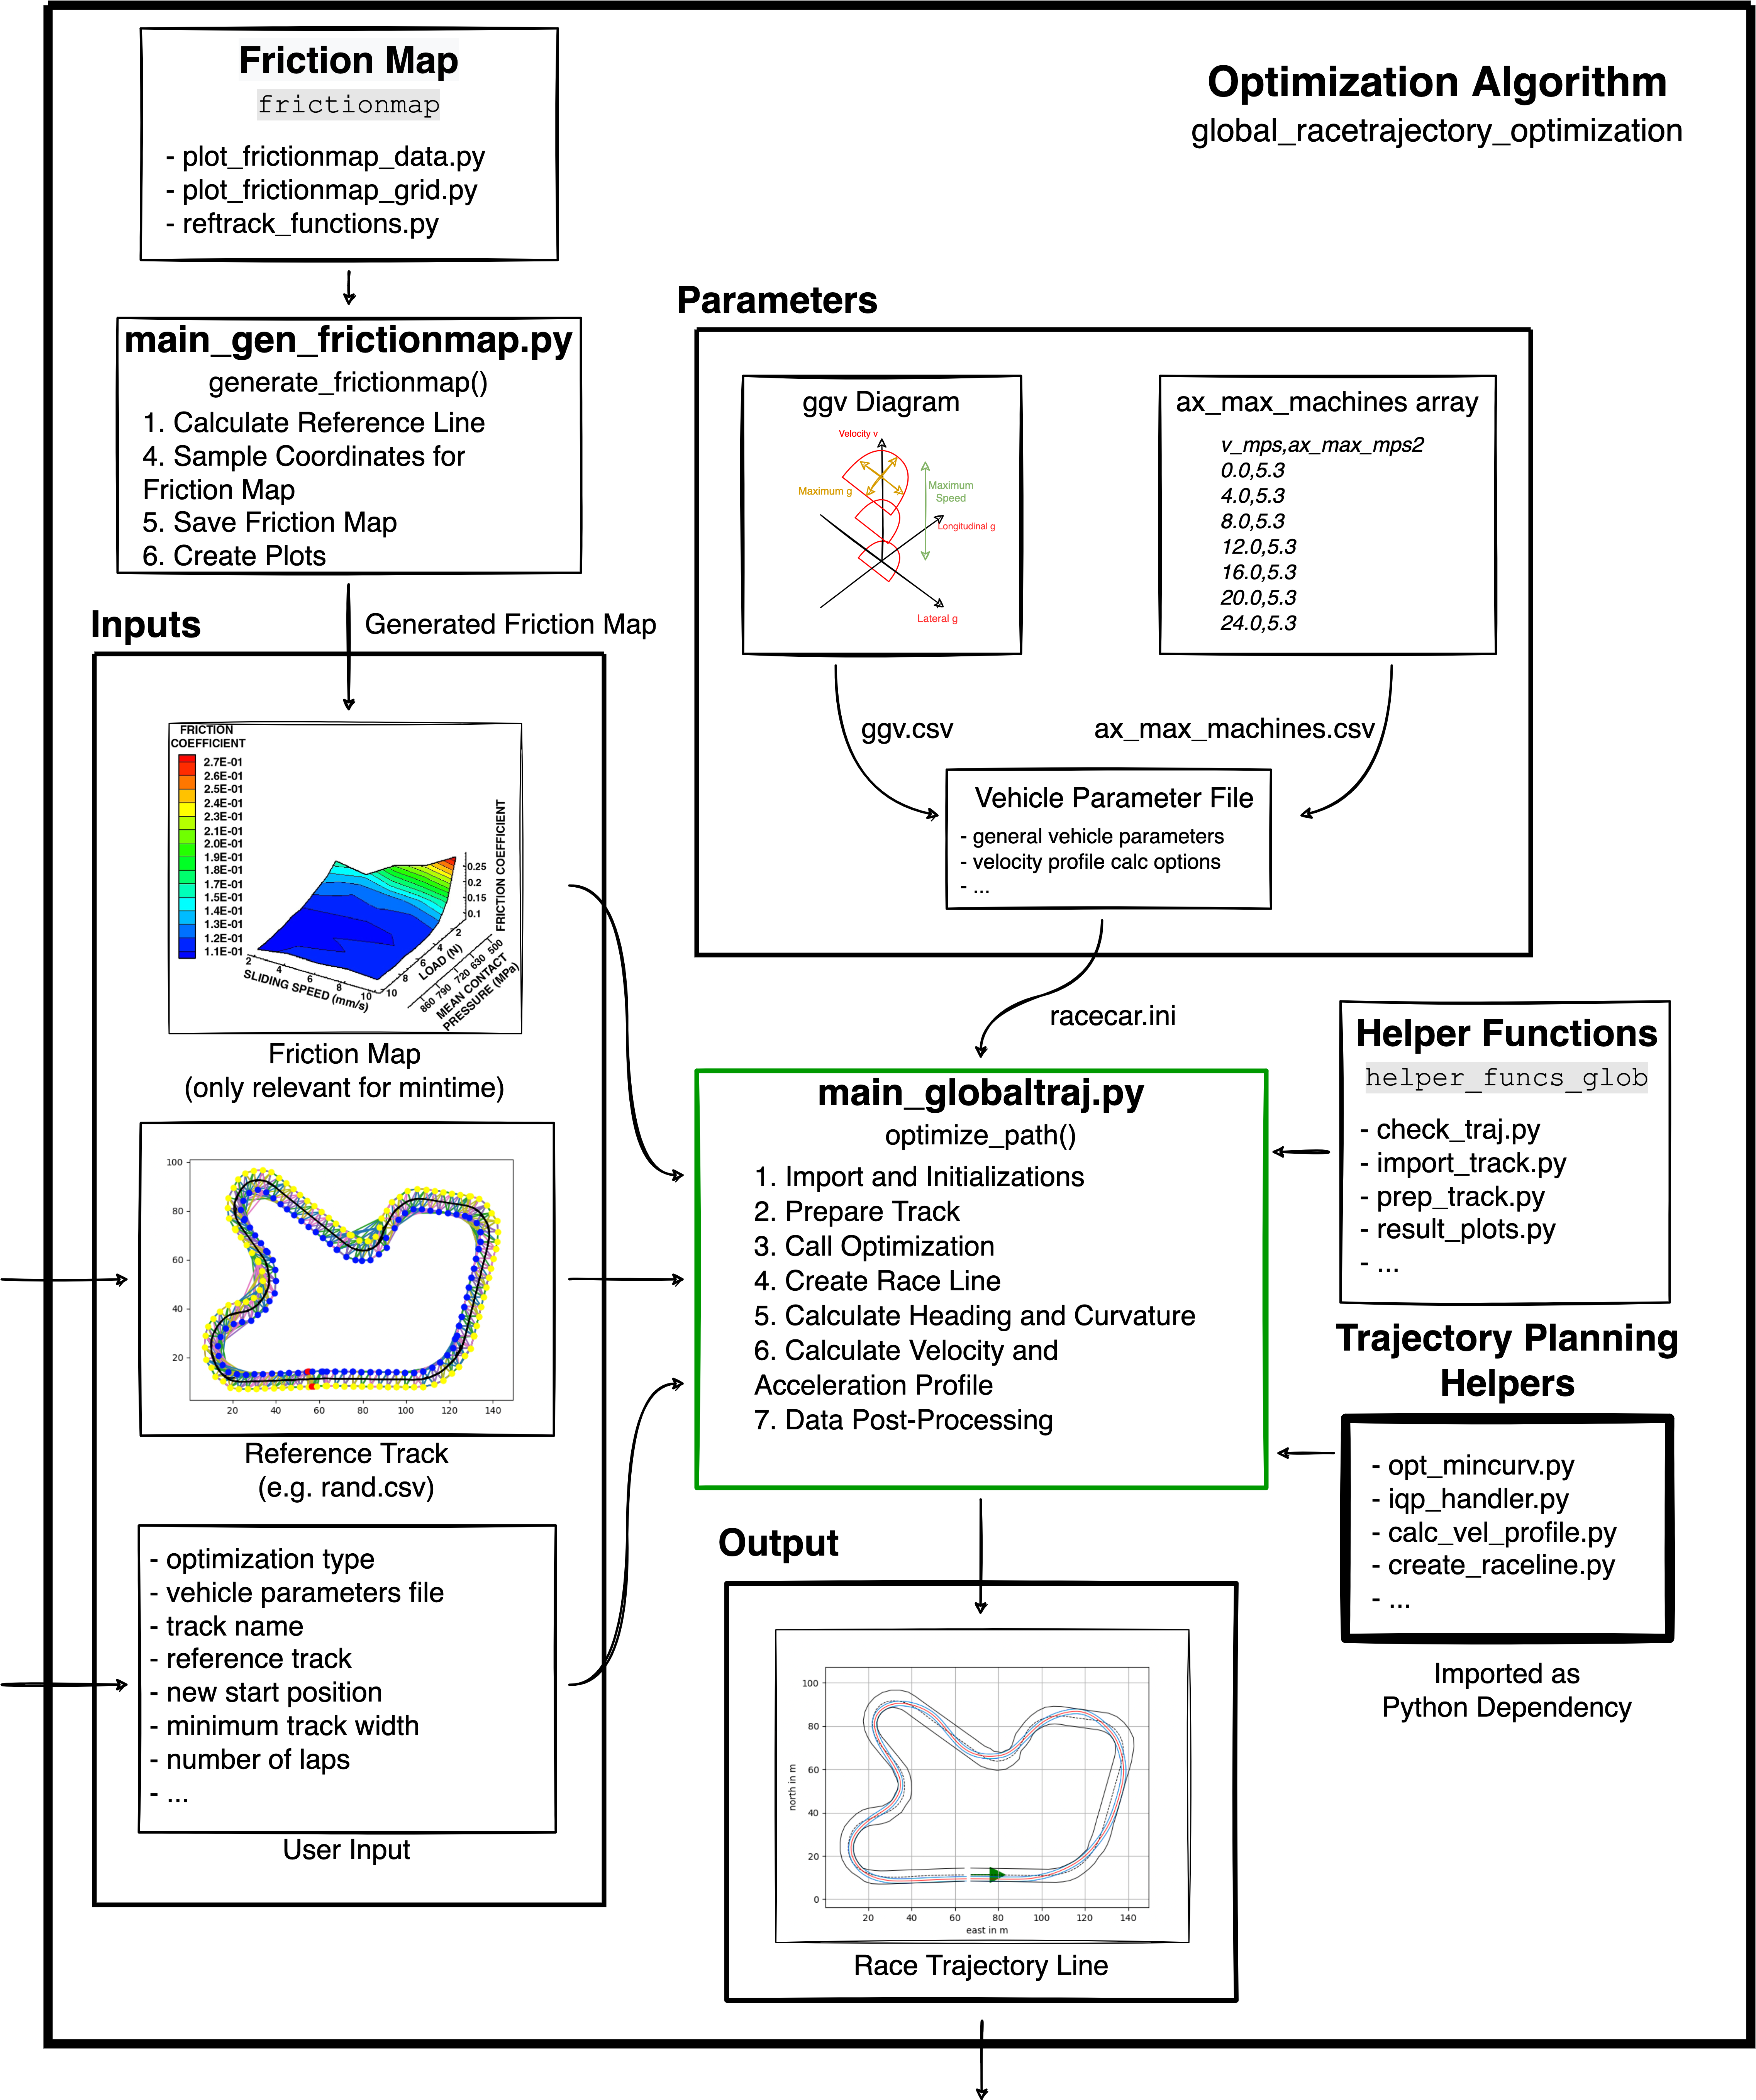 Friction Map
frictionmap
- plot_frictionmap_data.py
- plot_frictionmap_grid.py
- reftrack_functions.py
Optimization Algorithm
global_racetrajectory_optimization
main_gen_frictionmap.py
generate_frictionmap()
1. Calculate Reference Line
4. Sample Coordinates for
Friction Map
5. Save Friction Map
6. Create Plots
Generated Friction Map
Parameters
ggv Diagram
Velocity v
Maximum g
Maximum
Speed
Longitudinal g
Lateral g
ax_max_machines array
v_mps,ax_max_mps2
0.0,5.3
4.0,5.3
8.0,5.3
12.0,5.3
16.0,5.3
20.0,5.3
24.0,5.3
ggv.csv
ax_max_machines.csv
Vehicle Parameter File
- general vehicle parameters
- velocity profile calc options
- ...
racecar.ini
Inputs
FRICTION
COEFFICIENT
2.7E-01
2.6E-01
2.5E-01
2.4E-01
2.3E-01
2.1E-01
2.0E-01
1.9E-01
1.8E-01
1.7E-01
1.5E-01
1.4E-01
1.3E-01
1.2E-01
1.1E-01
FRICTION COEFFICIENT
0.25
0.2
0.15
0.1
2
4
6
8
10
SLIDING SPEED (mm/s)
10
8
6
4
2
LOAD (N)
860 790 720 630 500
MEAN CONTACT
PRESSURE (MPa)
Friction Map
(only relevant for mintime)
100
80
60
40
20
20 40 60 80 100 120 140
Reference Track
(e.g. rand.csv)
- optimization type
- vehicle parameters file
- track name
- reference track
- new start position
- minimum track width
- number of laps
- ...
User Input
main_globaltraj.py
optimize_path()
1. Import and Initializations
2. Prepare Track
3. Call Optimization
4. Create Race Line
5. Calculate Heading and Curvature
6. Calculate Velocity and
Acceleration Profile
7. Data Post-Processing
Helper Functions
helper_funcs_glob
- check_traj.py
- import_track.py
- prep_track.py
- result_plots.py
- ...
Trajectory Planning
Helpers
- opt_mincurv.py
- iqp_handler.py
- calc_vel_profile.py
- create_raceline.py
- ...
Imported as
Python Dependency
Output
100
80
60
40
20
0
north in m
20 40 60 80 100 120 140
east in m
Race Trajectory Line